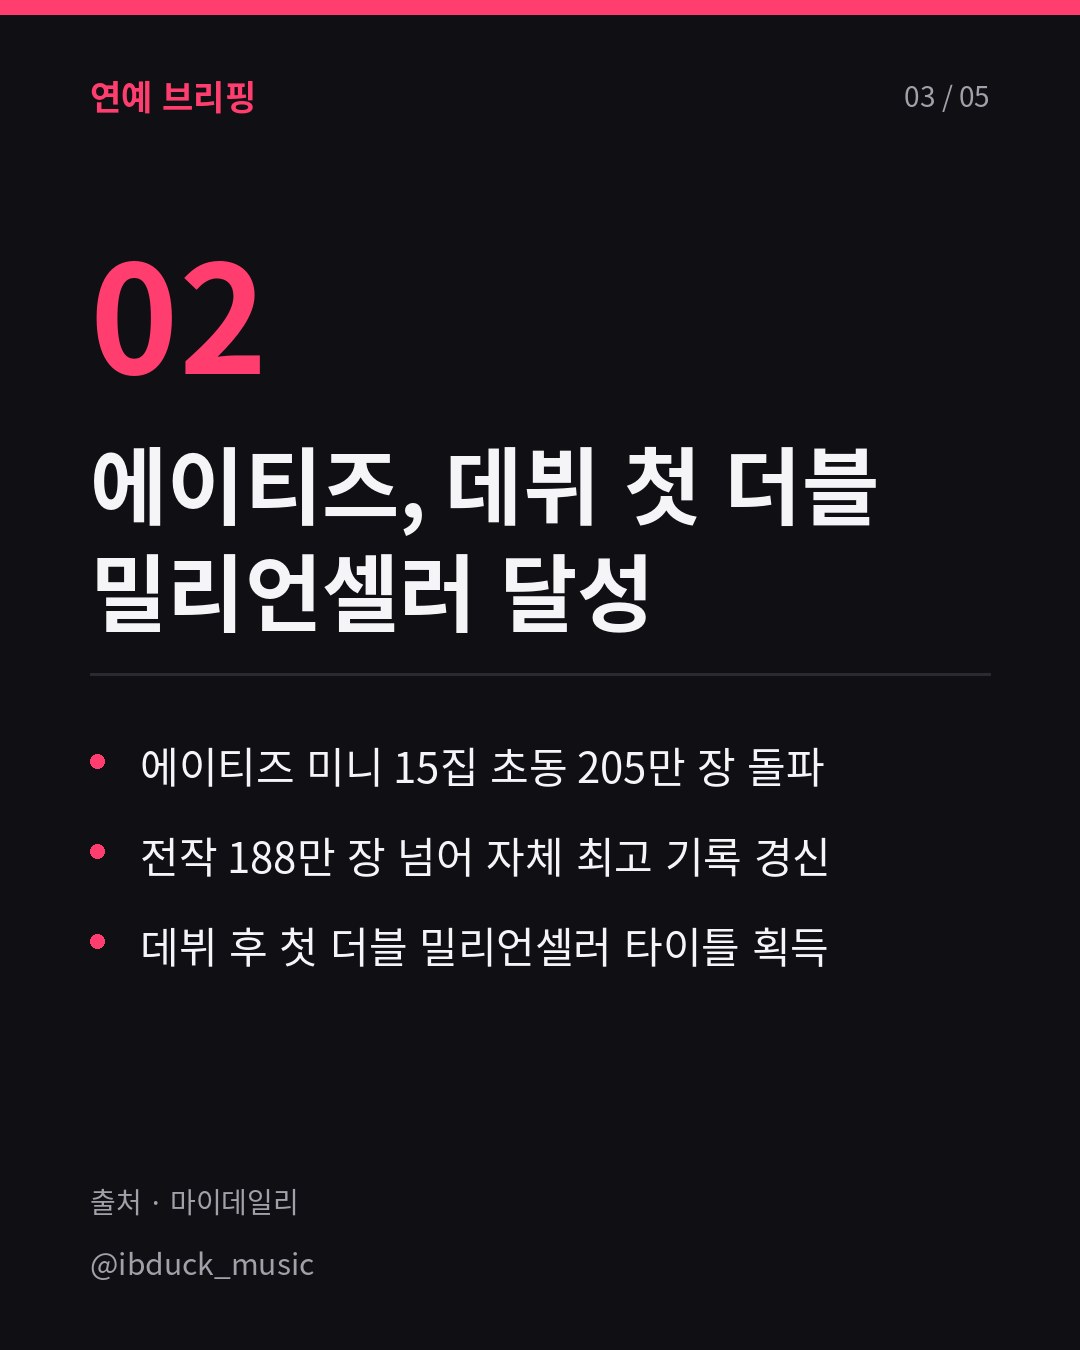 연예 브리핑
03 / 05
02
에이티즈, 데뷔 첫 더블
밀리언셀러 달성
에이티즈 미니 15집 초동 205만 장 돌파
전작 188만 장 넘어 자체 최고 기록 경신
데뷔 후 첫 더블 밀리언셀러 타이틀 획득
출처 · 마이데일리
@ibduck_music